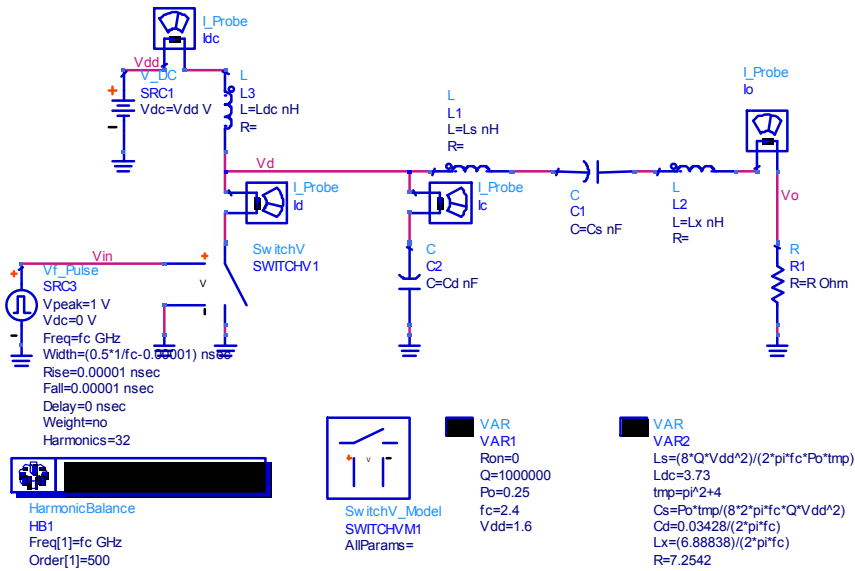 I_Probe
Idc
Vdd
V_DC
SRC1
Vdc=Vdd V
L
L3
L=Ldc nH
R=
Vd
I_Probe
Id
L
L1
L=Ls nH
R=
I_Probe
Ic
C
C1
C=Cs nF
L
L2
L=Lx nH
R=
I_Probe
Io
Vo
R
R1
R=R Ohm
C
C2
C=Cd nF
SwitchV
SWITCHV1
v
Vin
Vf_Pulse
SRC3
Vpeak=1 V
Vdc=0 V
Freq=fc GHz
Width=(0.5*1/fc-0.00001) nsec
Rise=0.00001 nsec
Fall=0.00001 nsec
Delay=0 nsec
Weight=no
Harmonics=32
HarmonicBalance
HB1
Freq[1]=fc GHz
Order[1]=500
v
SwitchV_Model
SWITCHVM1
AllParams=
VAR
VAR1
Ron=0
Q=1000000
Po=0.25
fc=2.4
Vdd=1.6
VAR
VAR2
Ls=(8*Q*Vdd^2)/(2*pi*fc*Po*tmp)
Ldc=3.73
tmp=pi^2+4
Cs=Po*tmp/(8*2*pi*fc*Q*Vdd^2)
Cd=0.03428/(2*pi*fc)
Lx=(6.88838)/(2*pi*fc)
R=7.2542